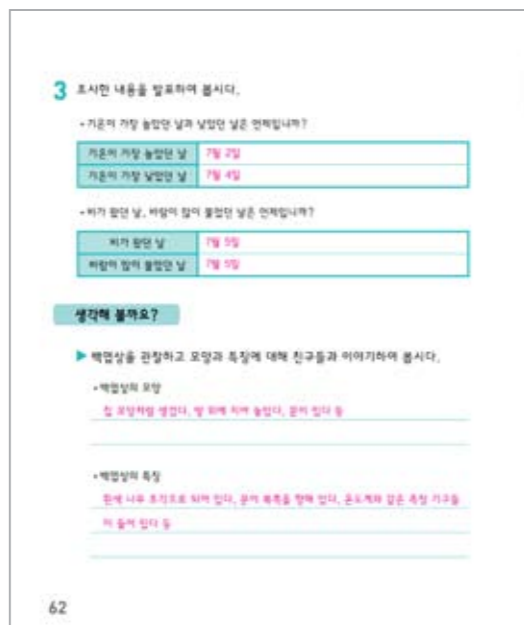 3 조사한 내용을 발표하여 봅시다.
• 기온이 가장 높았던 날과 낮았던 날은 언제입니까?
기온이 가장 높았던 날 7월 2일
기온이 가장 낮았던 날 7월 4일
• 비가 왔던 날, 바람이 많이 불었던 날은 언제입니까?
비가 왔던 날 7월 5일
바람이 많이 불었던 날 7월 5일
생각해 볼까요?
▶ 백엽상을 관찰하고 모양과 특징에 대해 친구들과 이야기하여 봅시다.
• 백엽상의 모양
집 모양처럼 생겼다, 땅 위에 지어 놓았다, 문이 있다 등
• 백엽상의 특징
흰색 나무 조각으로 되어 있다, 문이 북쪽을 향해 있다, 온도계와 같은 측정 기구들
이 들어 있다 등
62